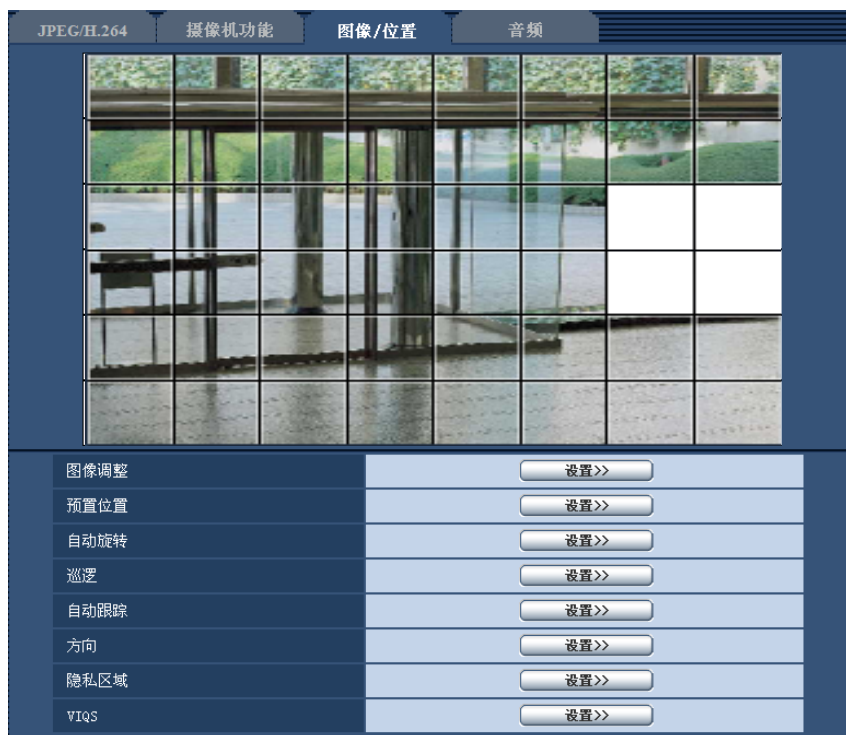 JPEG/H.264 摄像机功能 图像/位置 音频
图像调整 设置>>
预置位置 设置>>
自动旋转 设置>>
巡逻 设置>>
自动跟踪 设置>>
方向 设置>>
隐私区域 设置>>
VIQS 设置>>